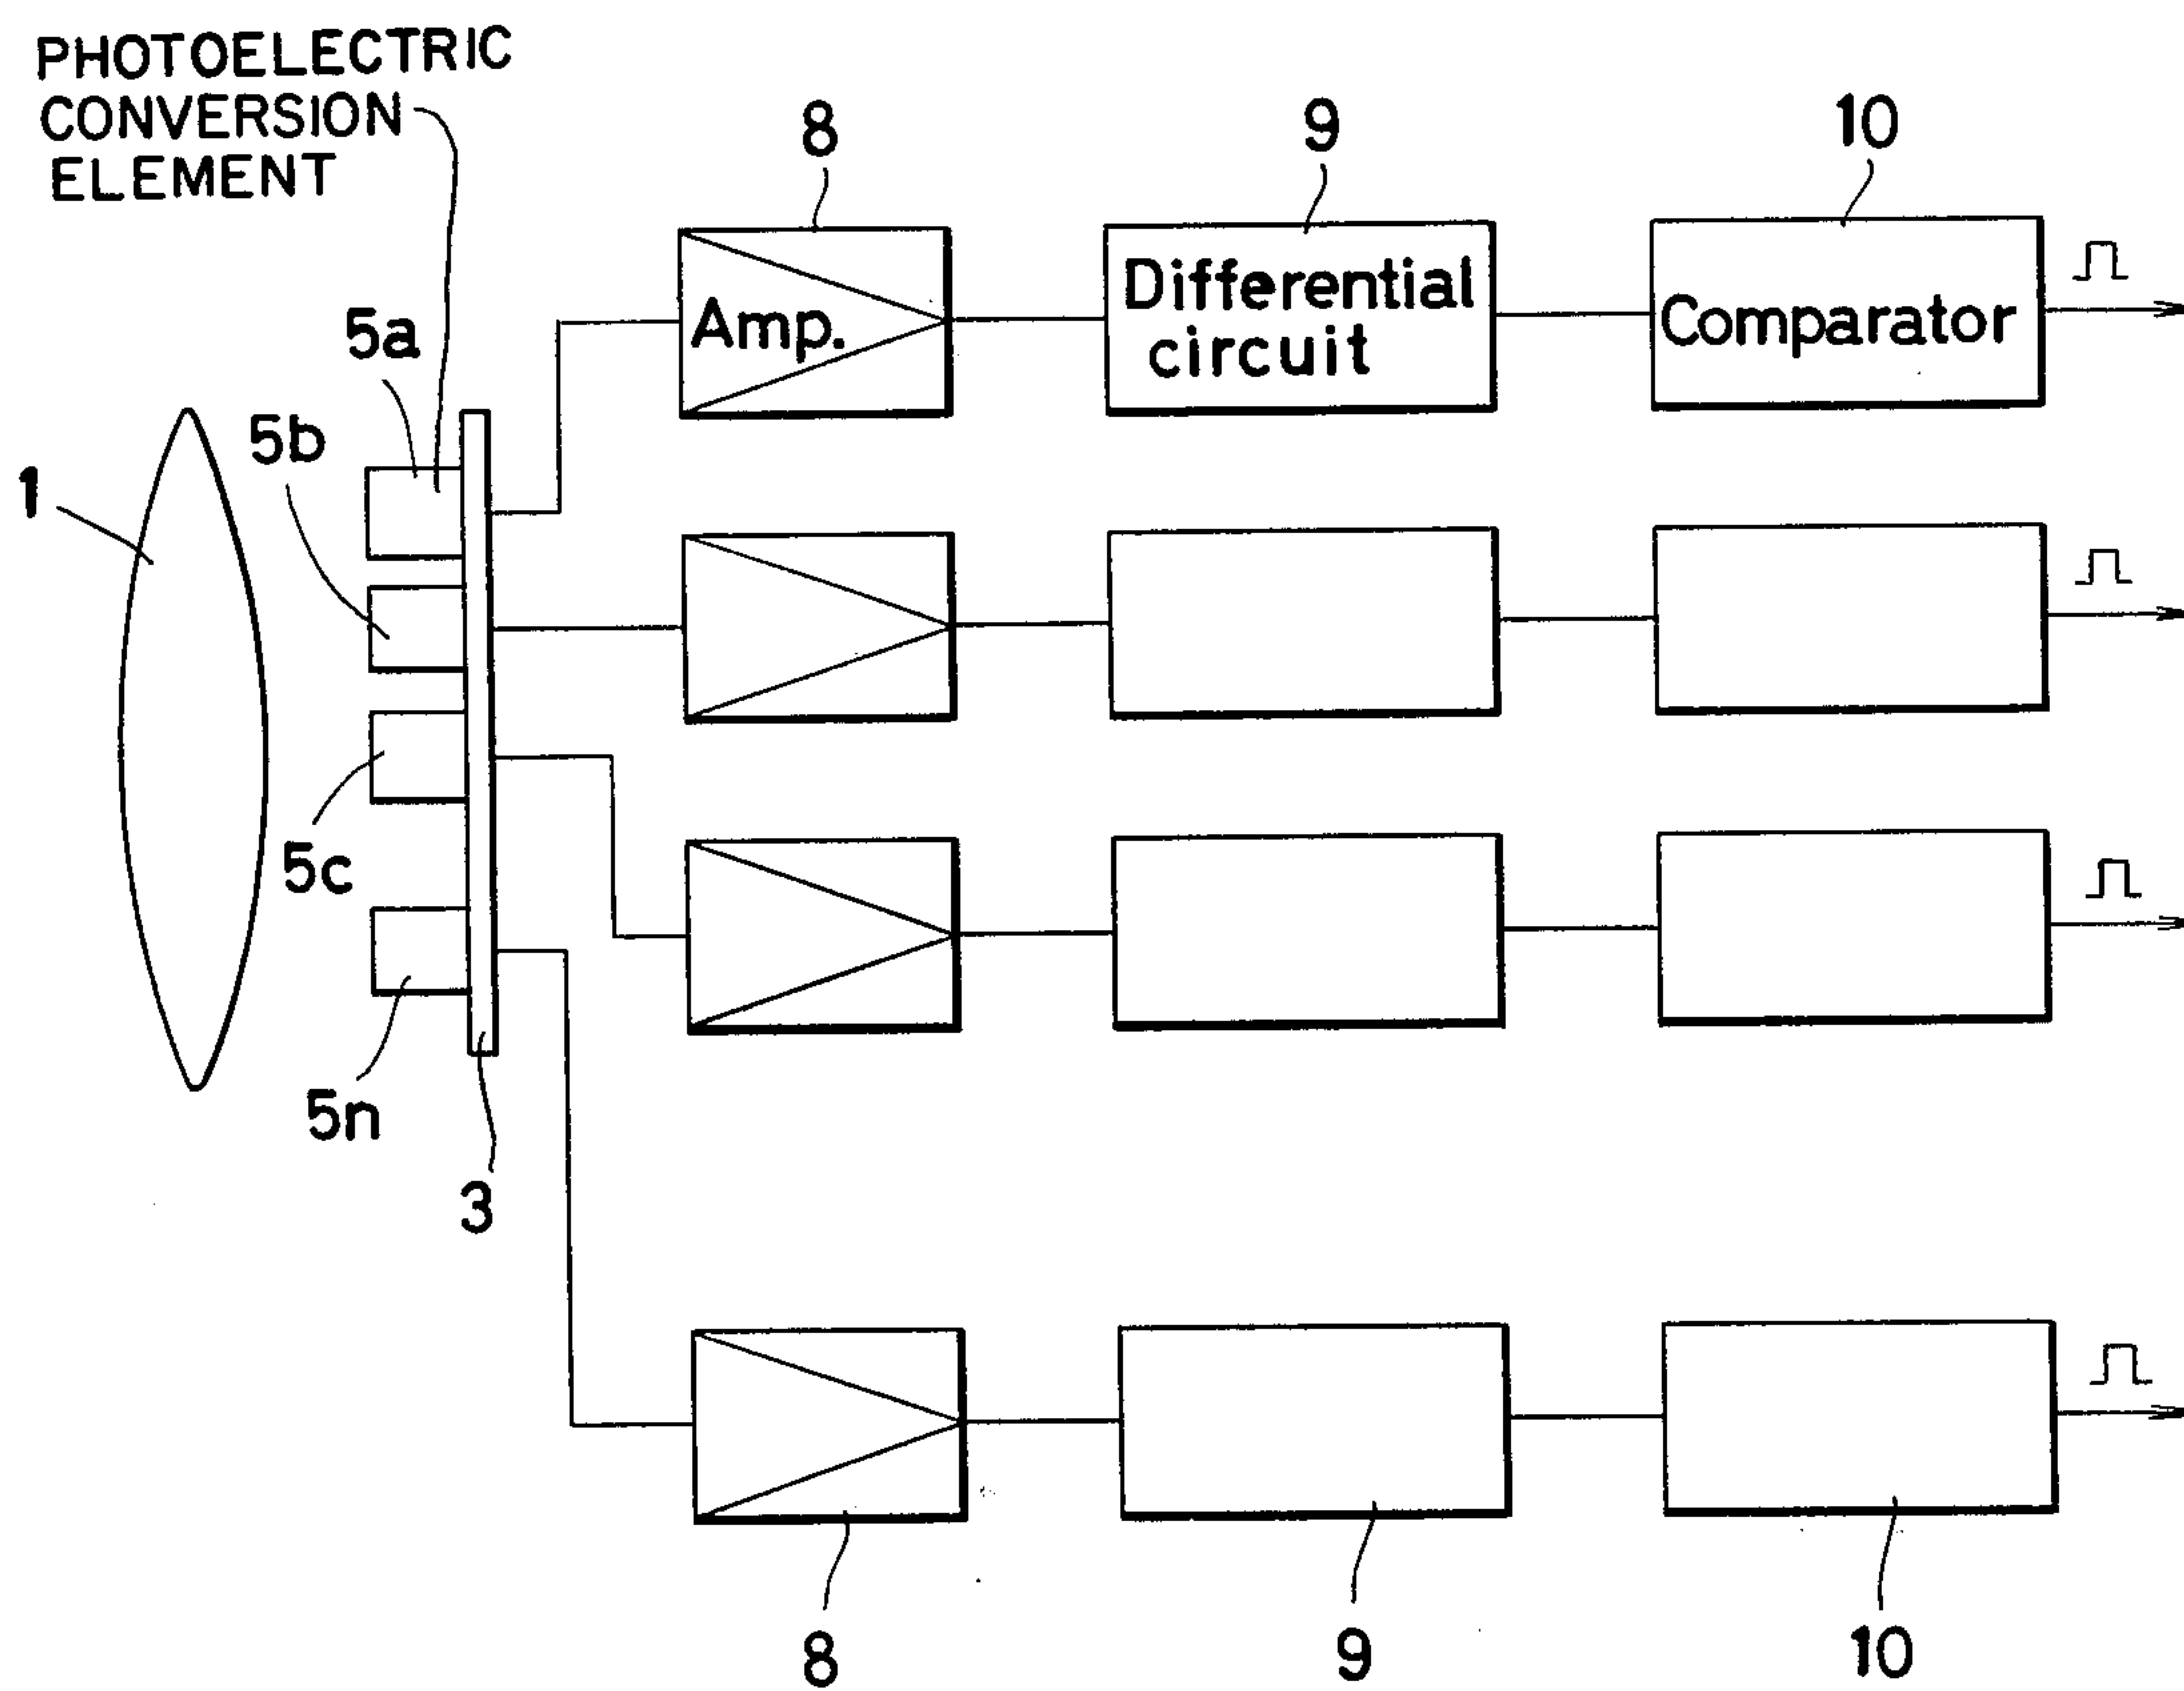 PHOTOELECTRIC
CONVERSION
ELEMENT
8
9
10
Amp.
Differential
circuit
Comparator
5a
5b
1
5c
5n
3
8
9
10